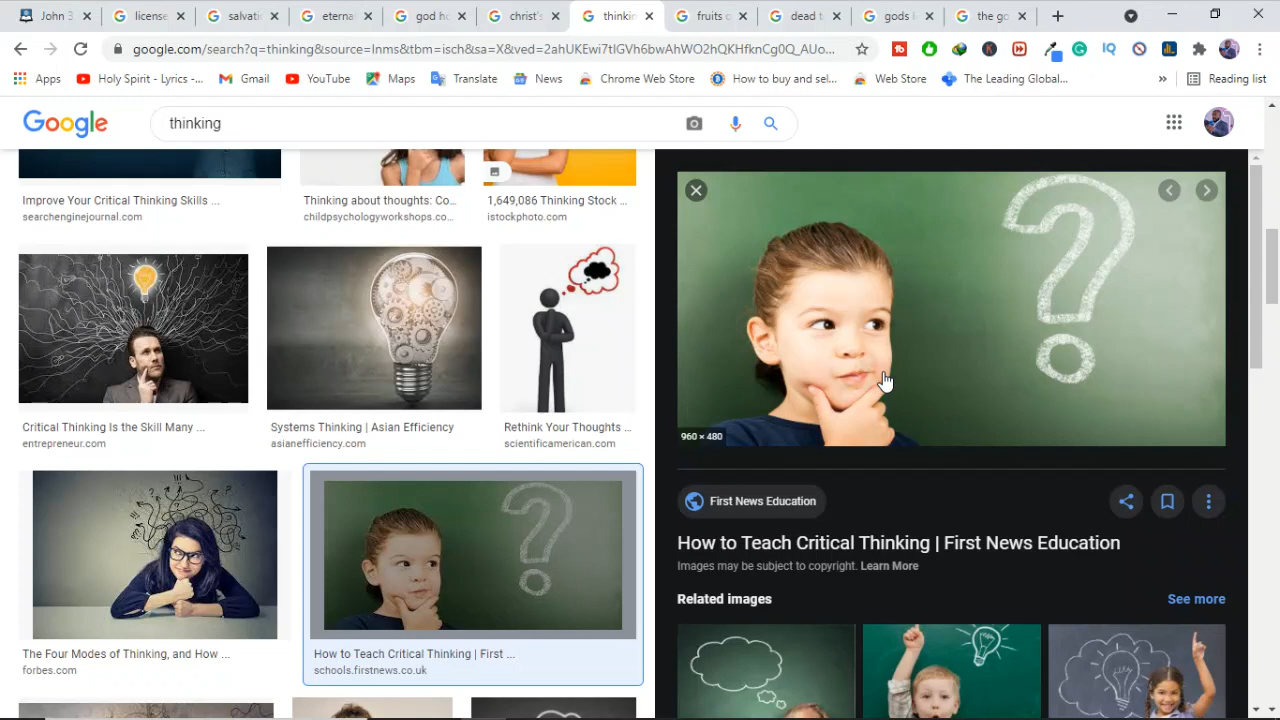 John 3
license
salvati
eterna
god ho
christ's
thinkin
fruits o
dead
gods l
the go
google.com/search?q=thinking&source=lnms&tbm=isch&sa=X&ved=2ahUKEwi7tIGVh6bwAhWO2hQKHfknCg0Q_AUo...
Apps
Holy Spirit - Lyrics -...
Gmail
YouTube
Maps
Translate
News
Chrome Web Store
How to buy and sel...
Web Store
The Leading Global...
»
Reading list
Google
thinking
Improve Your Critical Thinking Skills ...
searchenginejournal.com
Thinking about thoughts: Co...
childpsychologyworkshops.co...
1,649,086 Thinking Stock ...
istockphoto.com
Critical Thinking Is the Skill Many ...
entrepreneur.com
Systems Thinking | Asian Efficiency
asianefficiency.com
Rethink Your Thoughts ...
scientificamerican.com
The Four Modes of Thinking, and How ...
forbes.com
?
How to Teach Critical Thinking | First ...
schools.firstnews.co.uk
?
960 × 480
First News Education
How to Teach Critical Thinking | First News Education
Images may be subject to copyright. Learn More
Related images
See more